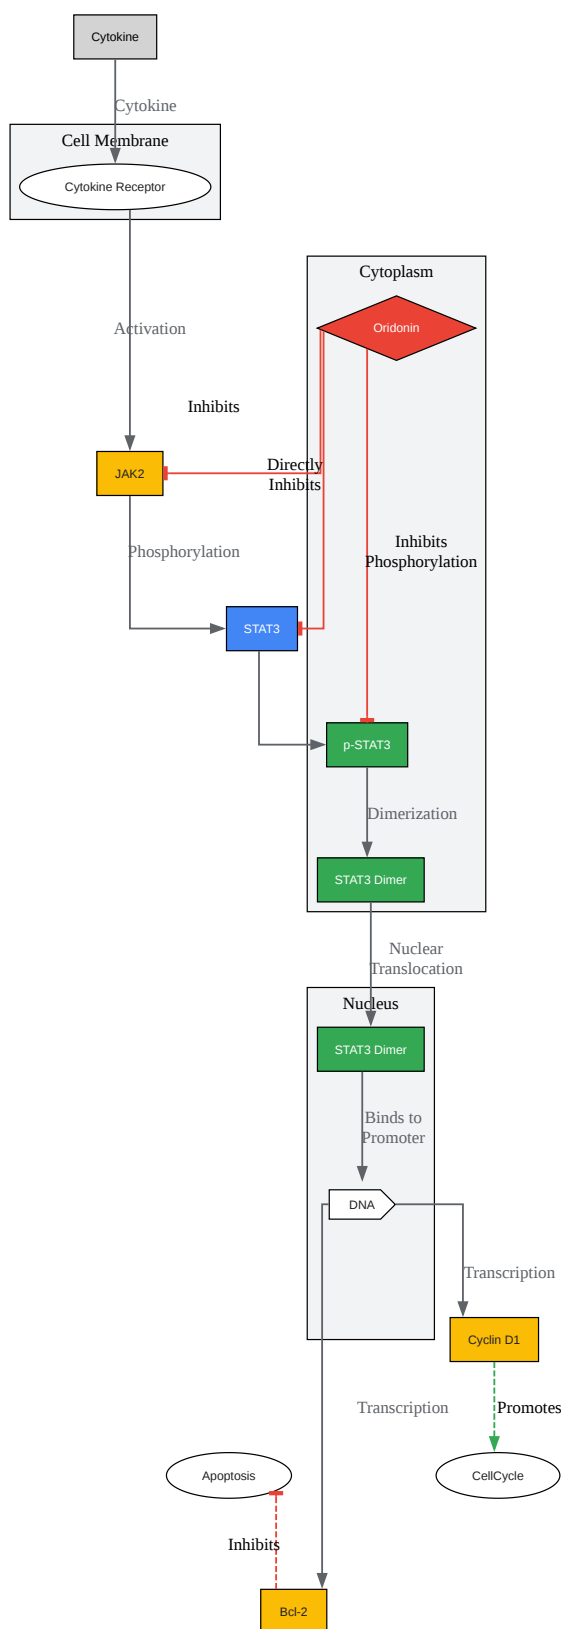 Cytokine
Cytokine
Cell Membrane
Cytokine Receptor
Cytoplasm
Oridonin
Activation
Inhibits
Directly
Inhibits
JAK2
Inhibits
Phosphorylation
Phosphorylation
STAT3
p-STAT3
Dimerization
STAT3 Dimer
Nuclear
Translocation
Nucleus
STAT3 Dimer
Binds to
Promoter
DNA
Transcription
Cyclin D1
Transcription
Promotes
Apoptosis
CellCycle
Inhibits
Bcl-2